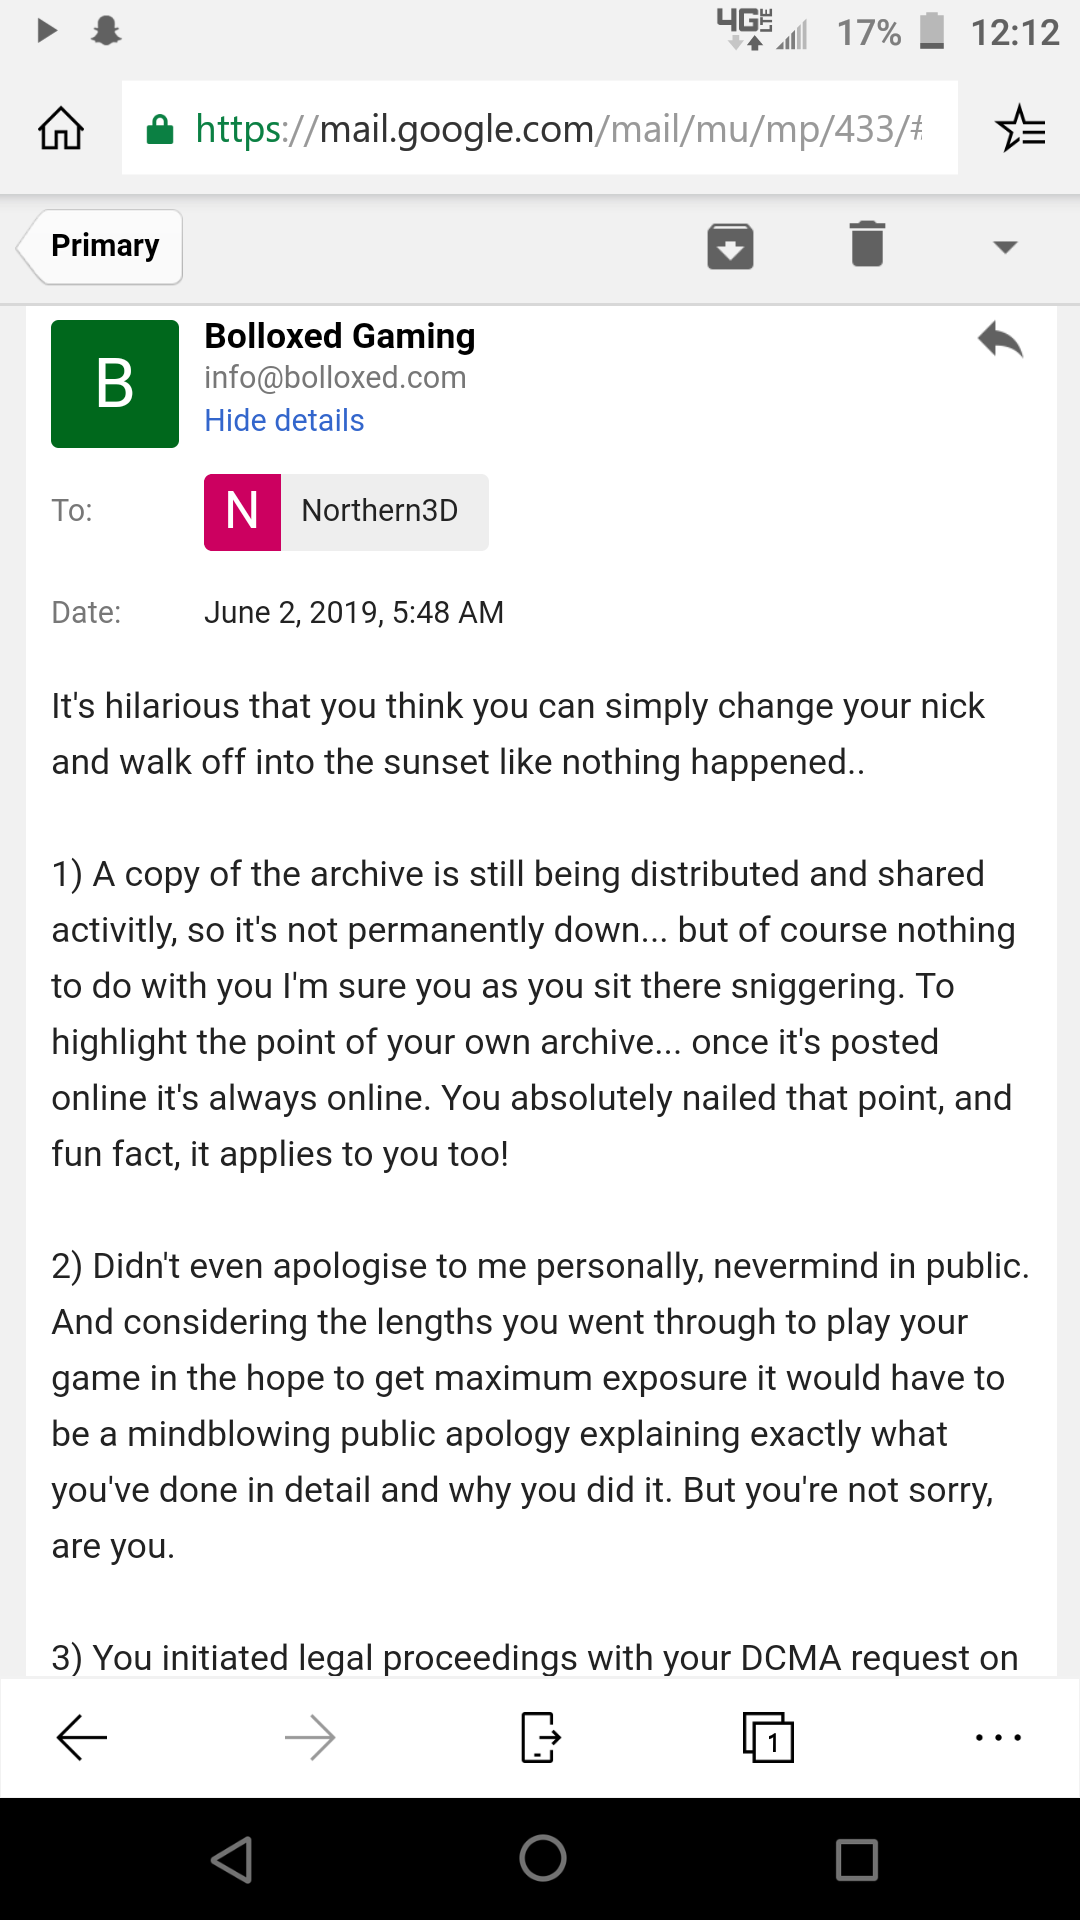 4G LTE 17% 12:12
https://mail.google.com/mail/mu/mp/433/#
Primary
B
Bolloxed Gaming
info@bolloxed.com
Hide details
To: N Northern3D
Date: June 2, 2019, 5:48 AM
It's hilarious that you think you can simply change your nick
and walk off into the sunset like nothing happened..
1) A copy of the archive is still being distributed and shared
activitly, so it's not permanently down... but of course nothing
to do with you I'm sure you as you sit there sniggering. To
highlight the point of your own archive... once it's posted
online it's always online. You absolutely nailed that point, and
fun fact, it applies to you too!
2) Didn't even apologise to me personally, nevermind in public.
And considering the lengths you went through to play your
game in the hope to get maximum exposure it would have to
be a mindblowing public apology explaining exactly what
you've done in detail and why you did it. But you're not sorry,
are you.
3) You initiated legal proceedings with your DCMA request on
1